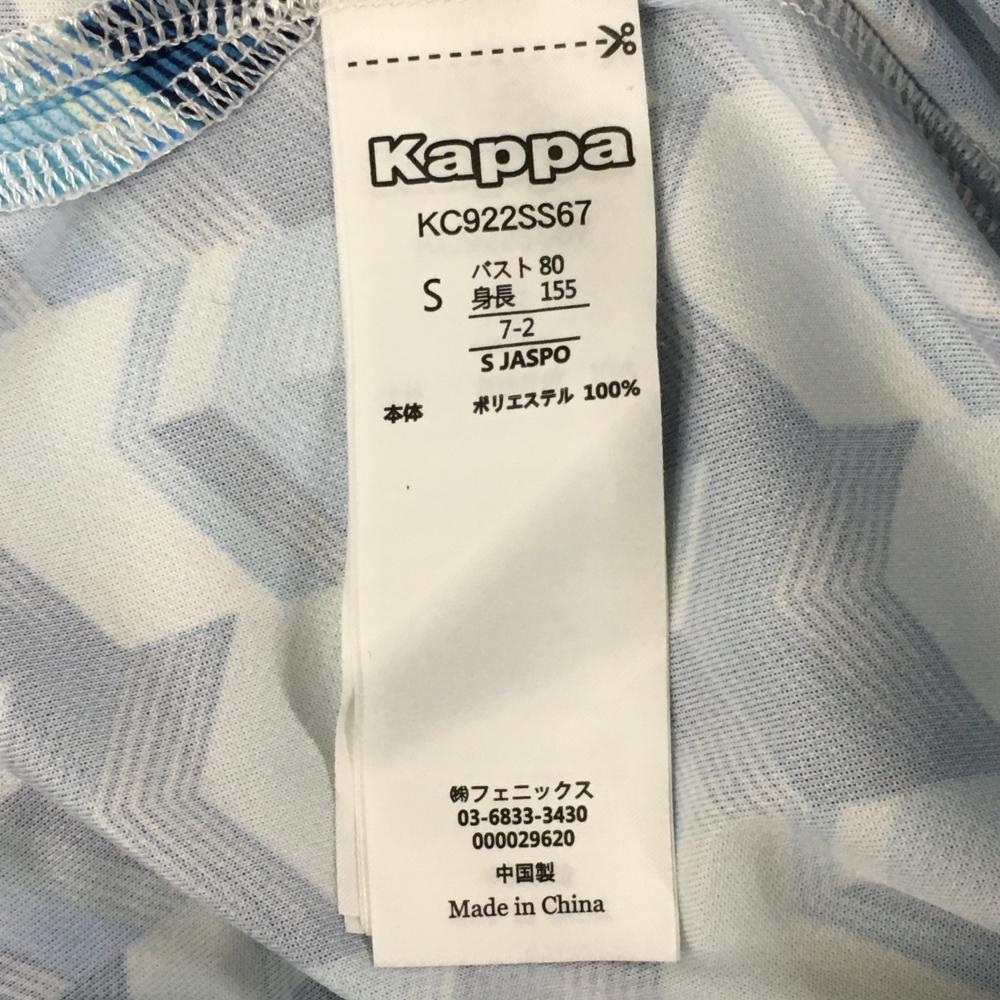 Kappa
KC922SS67
S
バスト 80
身長 155
7-2
S JASPO
本体 ポリエステル 100%
㈱フェニックス
03-6833-3430
000029620
中国製
Made in China